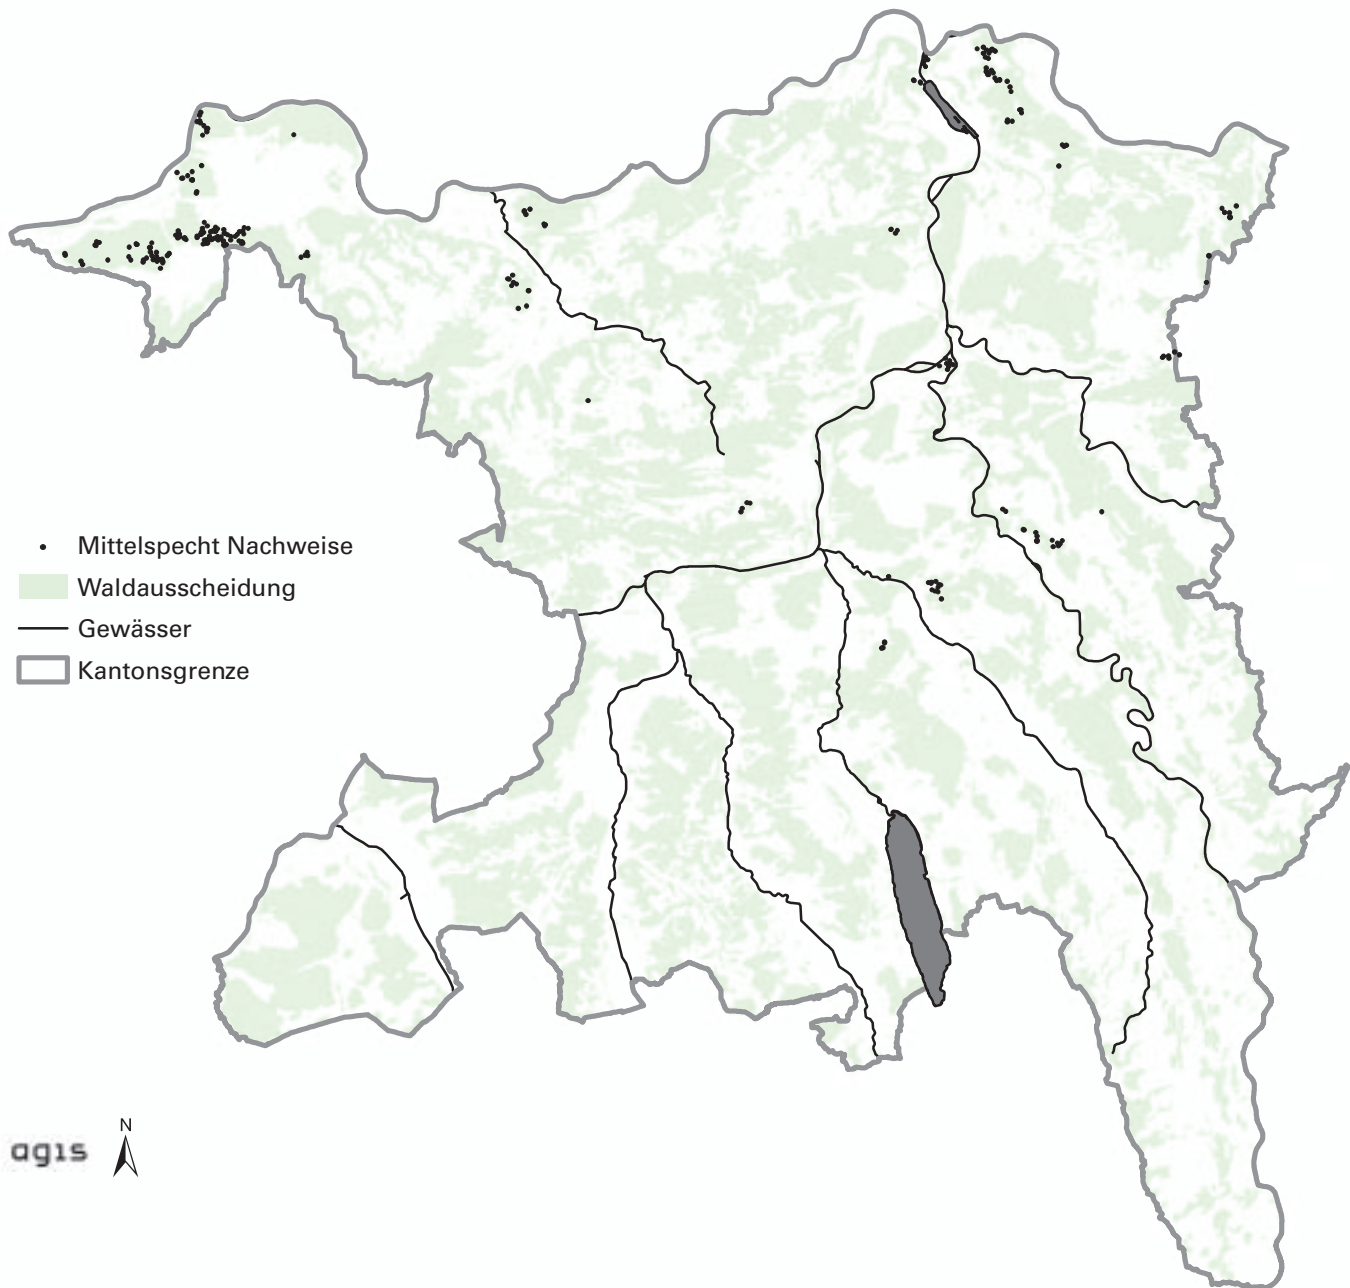 Mittelspecht Nachweise
Waldausscheidung
Gewässer
Kantonsgrenze
N
agis